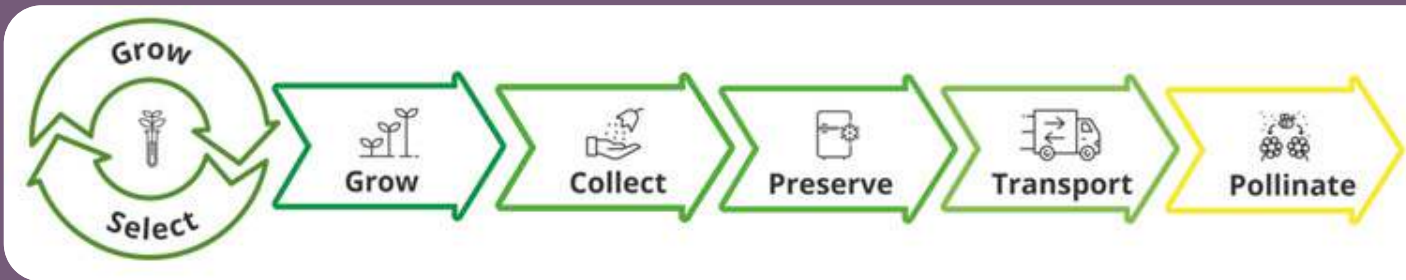 Grow
Select
Grow
Collect
Preserve
Transport
Pollinate